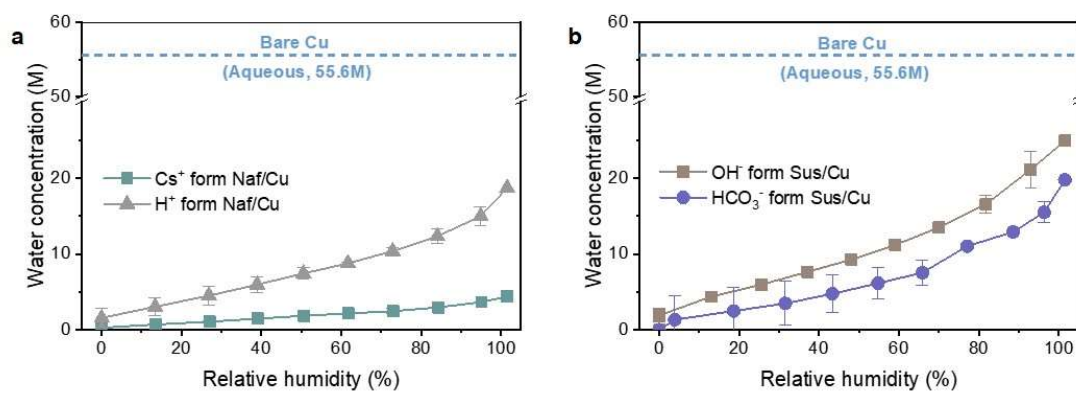 a
Water concentration (M)
60
50
20
10
0
Bare Cu
(Aqueous, 55.6M)
Cs⁺ form Naf/Cu
H⁺ form Naf/Cu
0 20 40 60 80 100
Relative humidity (%)
b
Water concentration (M)
60
50
20
10
0
Bare Cu
(Aqueous, 55.6M)
OH⁻ form Sus/Cu
HCO₃⁻ form Sus/Cu
0 20 40 60 80 100
Relative humidity (%)